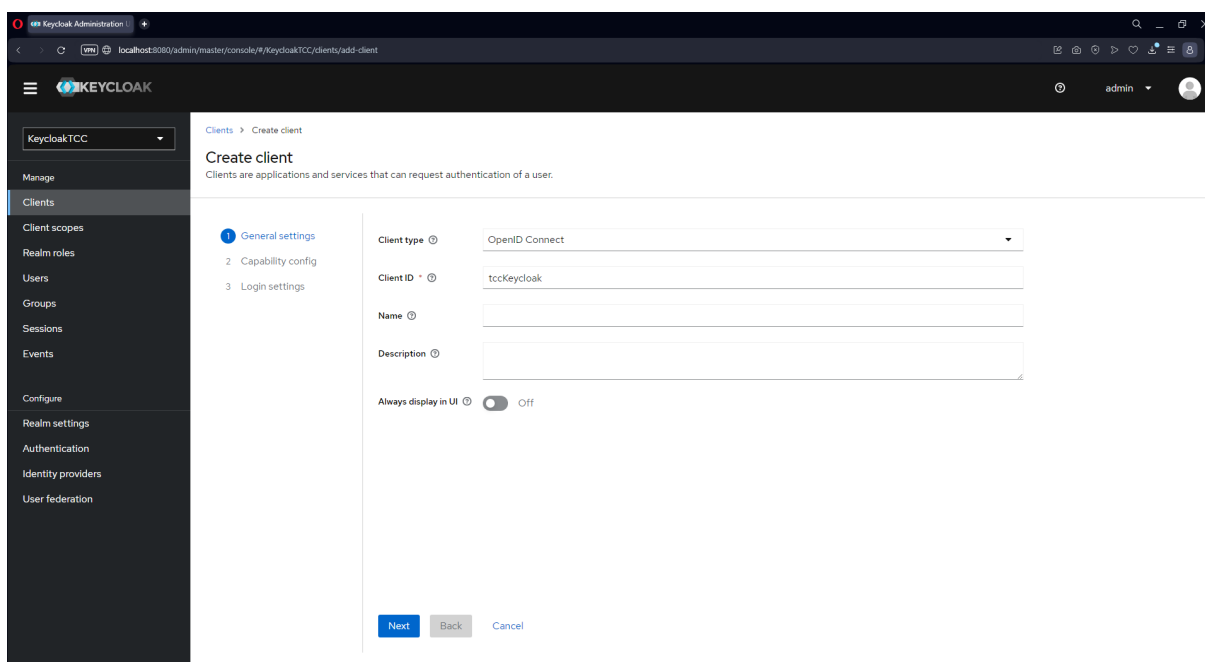 Keycloak Administration
VPN localhost:8080/admin/master/console/#/KeycloakTCC/clients/add-client
KEYCLOAK
admin
KeycloakTCC
Manage
Clients
Client scopes
Realm roles
Users
Groups
Sessions
Events
Configure
Realm settings
Authentication
Identity providers
User federation
Clients > Create client
Create client
Clients are applications and services that can request authentication of a user.
1 General settings
2 Capability config
3 Login settings
Client type OpenID Connect
Client ID * tccKeycloak
Name
Description
Always display in UI Off
Next Back Cancel